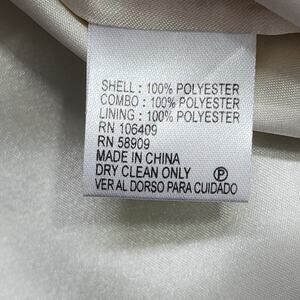 SHELL : 100% POLYESTER
COMBO : 100% POLYESTER
LINING : 100% POLYESTER
RN 106409
RN 58909
MADE IN CHINA
DRY CLEAN ONLY Ⓟ
VER AL DORSO PARA CUIDADO